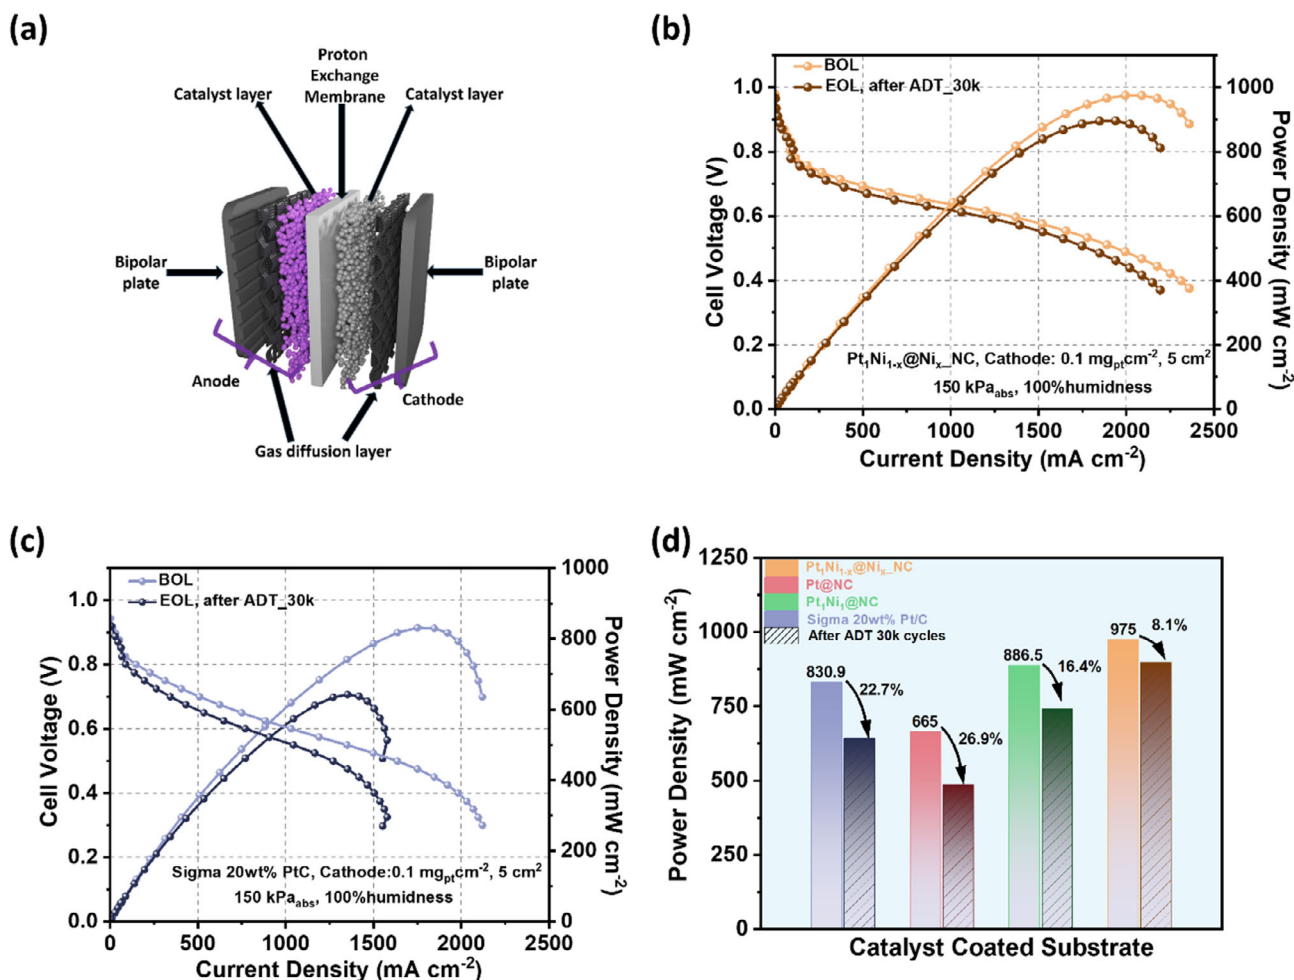 (a)
Proton
Exchange
Membrane
Catalyst layer
Catalyst layer
Bipolar
plate
Bipolar
plate
Anode
Cathode
Gas diffusion layer
(b)
BOL
EOL, after ADT_30k
Cell Voltage (V)
1.0
0.8
0.6
0.4
0.2
0.0
Power Density (mW cm-2)
1000
800
600
400
200
0
Pt1Ni1-x@Nix_NC, Cathode: 0.1 mgptcm-2, 5 cm2
150 kPaabs, 100%humidness
0
500
1000
1500
2000
2500
Current Density (mA cm-2)
(c)
BOL
EOL, after ADT_30k
Cell Voltage (V)
1.0
0.8
0.6
0.4
0.2
0.0
Power Density (mW cm-2)
1000
800
600
400
200
0
Sigma 20wt% PtC, Cathode:0.1 mgptcm-2, 5 cm2
150 kPaabs, 100%humidness
0
500
1000
1500
2000
2500
Current Density (mA cm-2)
(d)
Power Density (mW cm-2)
1250
1000
750
500
250
0
Pt1Ni1-x@Nix_NC
Pt@NC
Pt1Ni1@NC
Sigma 20wt% Pt/C
After ADT 30k cycles
830.9
22.7%
665
26.9%
886.5
16.4%
975
8.1%
Catalyst Coated Substrate